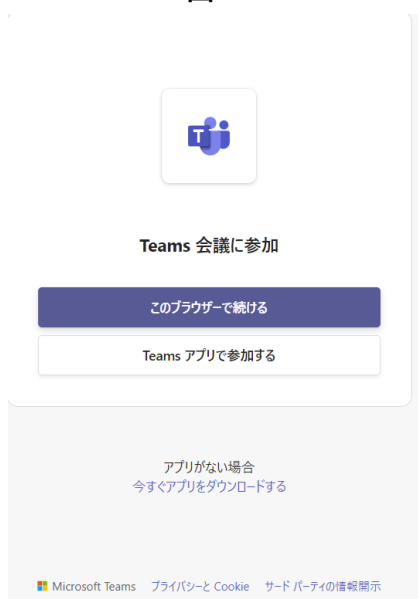 T
Teams 会議に参加
このブラウザーで続ける
Teams アプリで参加する
アプリがない場合
今すぐアプリをダウンロードする
Microsoft Teams プライバシーと Cookie サード パーティの情報開示